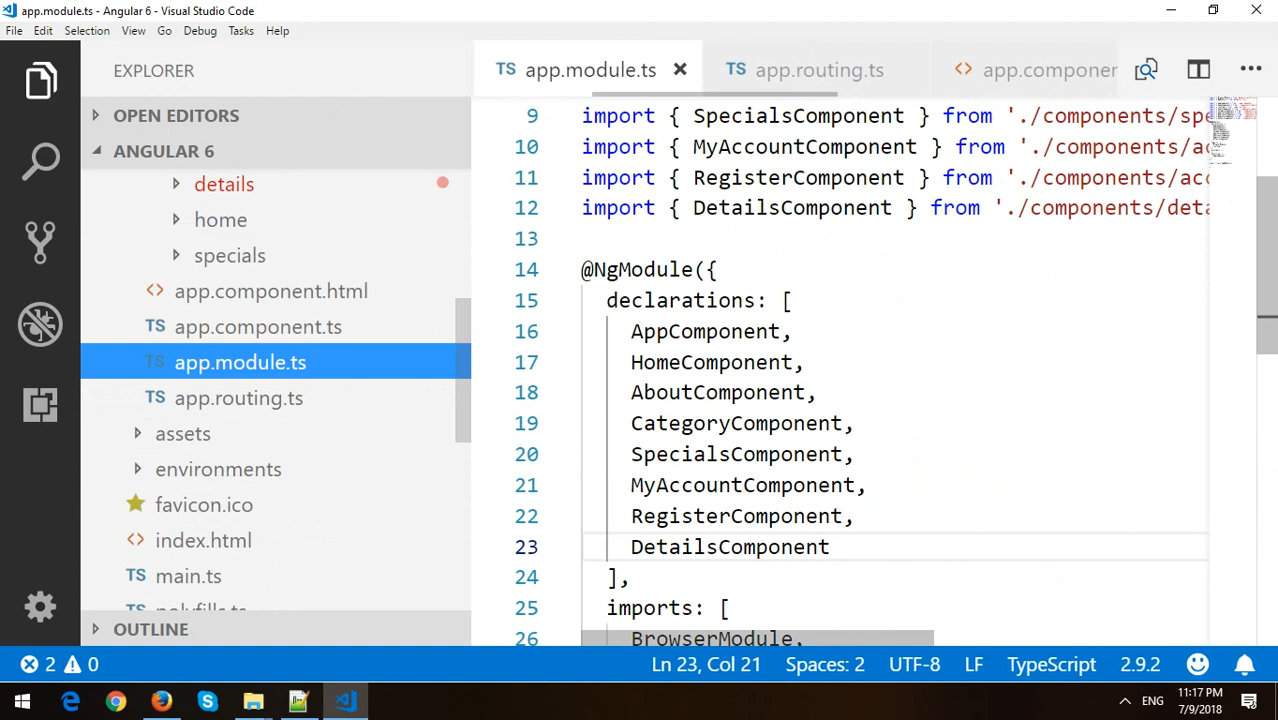 app.module.ts - Angular 6 - Visual Studio Code
File Edit Selection View Go Debug Tasks Help
EXPLORER
TS app.module.ts
TS app.routing.ts
<> app.componen
OPEN EDITORS
ANGULAR 6
details
home
specials
<> app.component.html
TS app.component.ts
TS app.module.ts
TS app.routing.ts
assets
environments
favicon.ico
<> index.html
TS main.ts
TS polyfills.ts
OUTLINE
9 import { SpecialsComponent } from './components/spe
10 import { MyAccountComponent } from './components/ac
11 import { RegisterComponent } from './components/acc
12 import { DetailsComponent } from './components/deta
13
14 @NgModule({
15 declarations: [
16 AppComponent,
17 HomeComponent,
18 AboutComponent,
19 CategoryComponent,
20 SpecialsComponent,
21 MyAccountComponent,
22 RegisterComponent,
23 DetailsComponent
24 ],
25 imports: [
26 BrowserModule,
2 0 Ln 23, Col 21 Spaces: 2 UTF-8 LF TypeScript 2.9.2
ENG
11:17 PM
7/9/2018